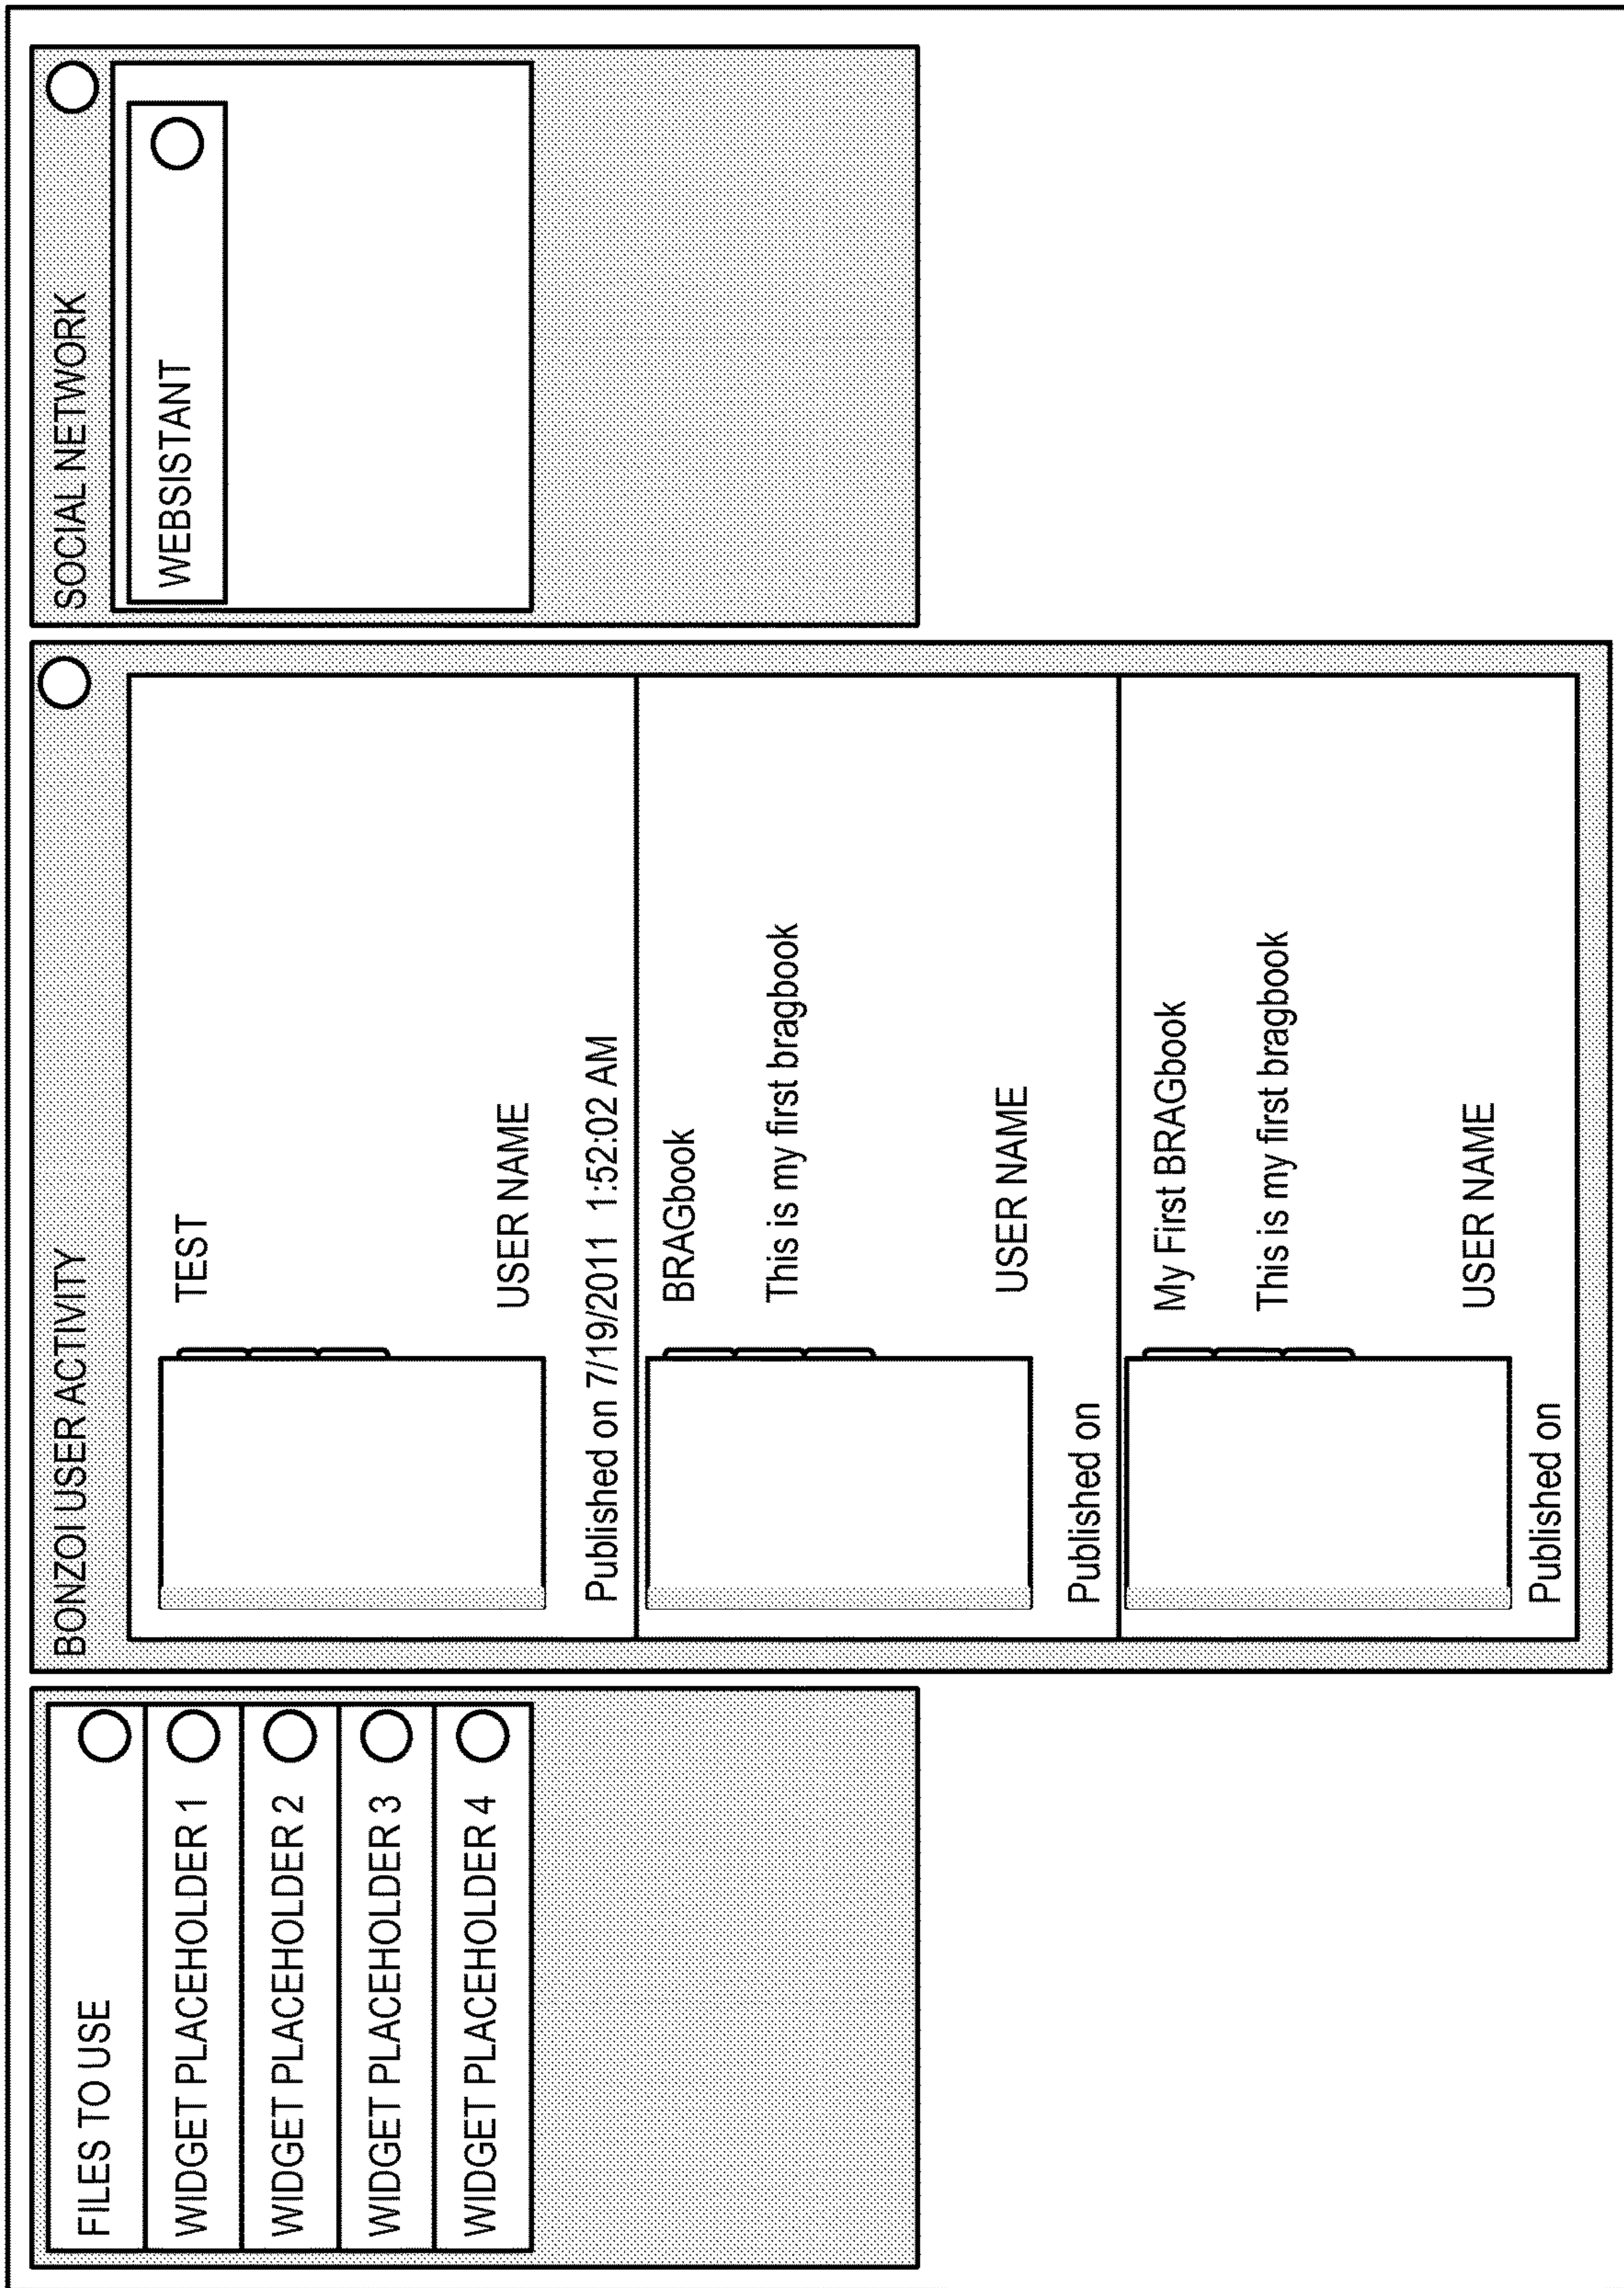 FILES TO USE
WIDGET PLACEHOLDER 1
WIDGET PLACEHOLDER 2
WIDGET PLACEHOLDER 3
WIDGET PLACEHOLDER 4
BONZOI USER ACTIVITY
TEST
USER NAME
Published on 7/19/2011 1:52:02 AM
BRAGbook
This is my first bragbook
USER NAME
Published on
My First BRAGbook
This is my first bragbook
USER NAME
Published on
SOCIAL NETWORK
WEBSISTANT